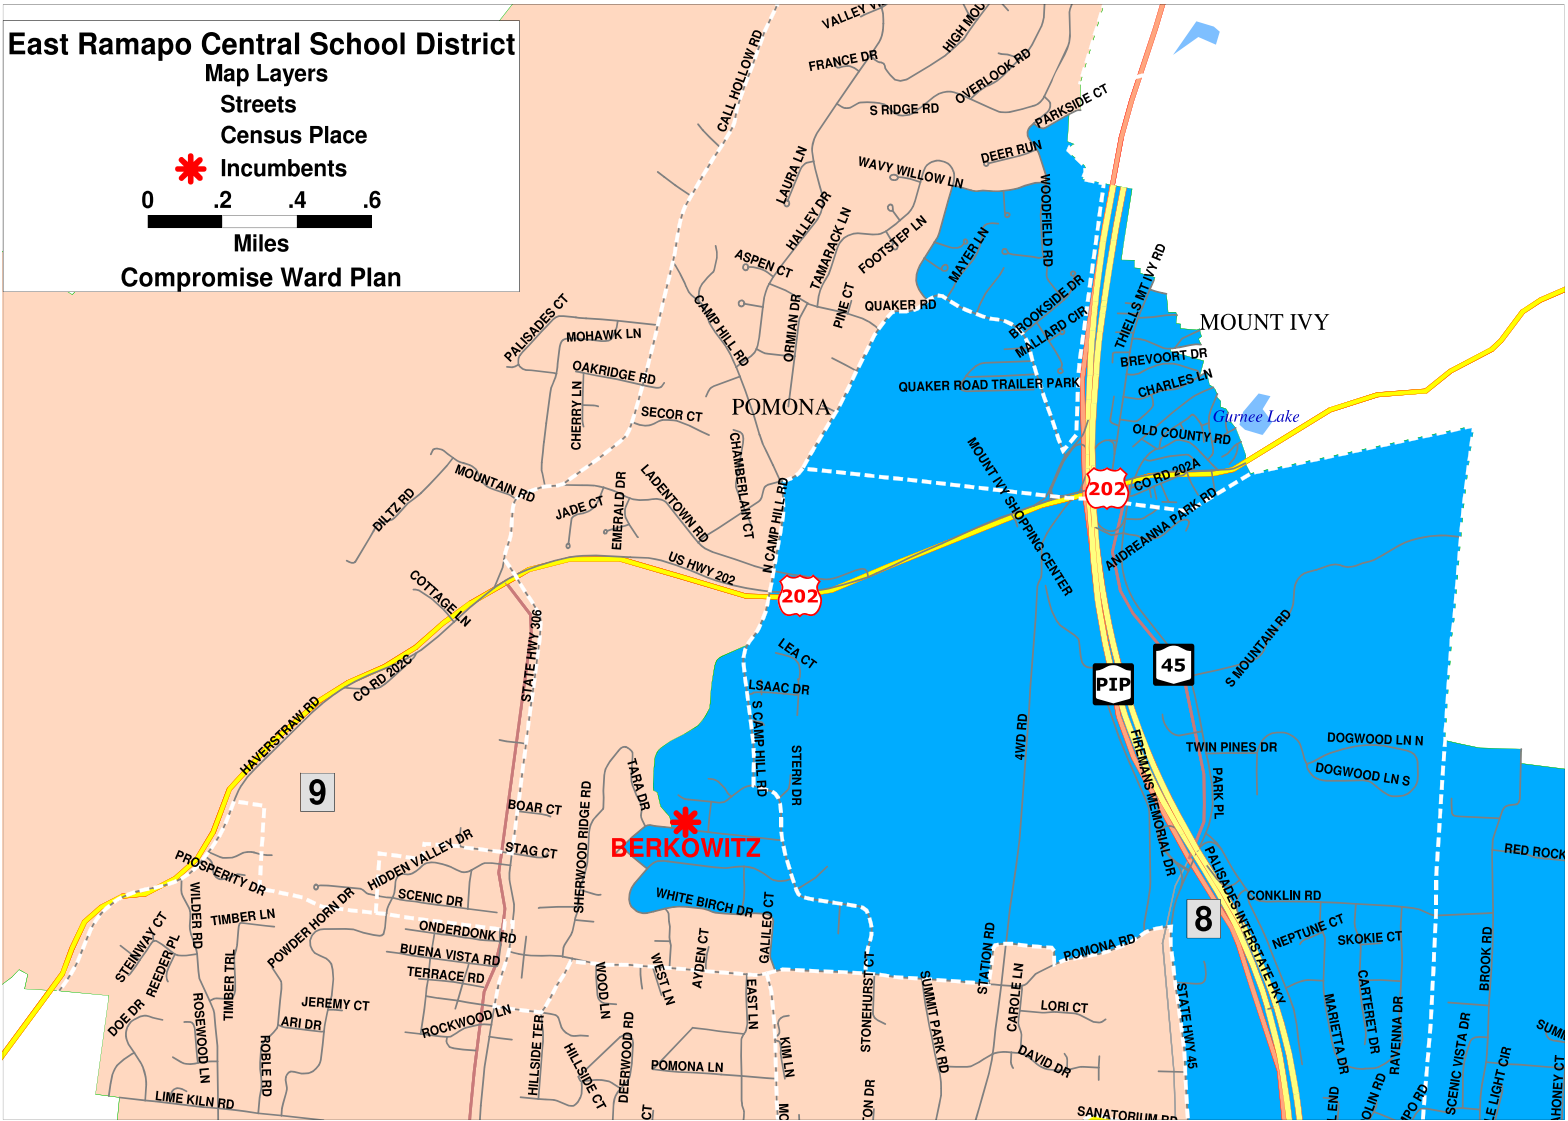 East Ramapo Central School District
Map Layers
Streets
Census Place
Incumbents
0 .2 .4 .6
Miles
Compromise Ward Plan
CALL HOLLOW RD
FRANCE DR
S RIDGE RD
OVERLOOK RD
PARKSIDE CT
DEER RUN
WAVY WILLOW LN
LAURA LN
HALLEY DR
TAMARACK LN
FOOTSTEP LN
ASPEN CT
WOODFIELD RD
MAYER LN
THIELLS MT IVY RD
PALISADES CT
MOHAWK LN
CAMP HILL RD
ORMIAN DR
PINE CT
QUAKER RD
BROOKSIDE DR
MALLARD CIR
MOUNT IVY
BREVOORT DR
CHARLES LN
OAKRIDGE RD
QUAKER ROAD TRAILER PARK
CHERRY LN
SECOR CT
POMONA
Gurnee Lake
OLD COUNTY RD
MOUNTAIN RD
DILTZ RD
JADE CT
EMERALD DR
LADENTOWN RD
CHAMBERLAIN CT
N CAMP HILL RD
MOUNT IVY SHOPPING CENTER
202
CO RD 202A
ANDREANNA PARK RD
US HWY 202
202
COTTAGE LN
STATE HWY 306
CO RD 202C
HAVERSTRAW RD
LEA CT
LSAAC DR
S CAMP HILL RD
STERN DR
4WD RD
PIP
45
S MOUNTAIN RD
FIREMANS MEMORIAL DR
TWIN PINES DR
DOGWOOD LN N
DOGWOOD LN S
PARK PL
9
TARA DR
BOAR CT
SHERWOOD RIDGE RD
BERKOWITZ
STAG CT
HIDDEN VALLEY DR
PROSPERITY DR
SCENIC DR
WHITE BIRCH DR
GALILEO CT
PALISADES INTERSTATE PKY
CONKLIN RD
RED ROCK
8
WILDER RD
TIMBER LN
POWDER HORN DR
ONDERDONK RD
BUENA VISTA RD
TERRACE RD
STEINWAY CT
REEDER PL
TIMBER TRL
AYDEN CT
WEST LN
WOOD LN
STATION RD
POMONA RD
NEPTUNE CT
SKOKIE CT
BROOK RD
DOE DR
ROSEWOOD LN
JEREMY CT
ARI DR
ROBLE RD
ROCKWOOD LN
HILLSIDE TER
HILLSIDE CT
DEERWOOD RD
EAST LN
KIM LN
STONEHURST CT
SUMMIT PARK RD
CAROLE LN
LORI CT
STATE HWY 45
MARIETTA DR
CARTERET DR
RAVENNA DR
SCENIC VISTA DR
LIME KILN RD
POMONA LN
DAVID DR
SANATORIUM RD